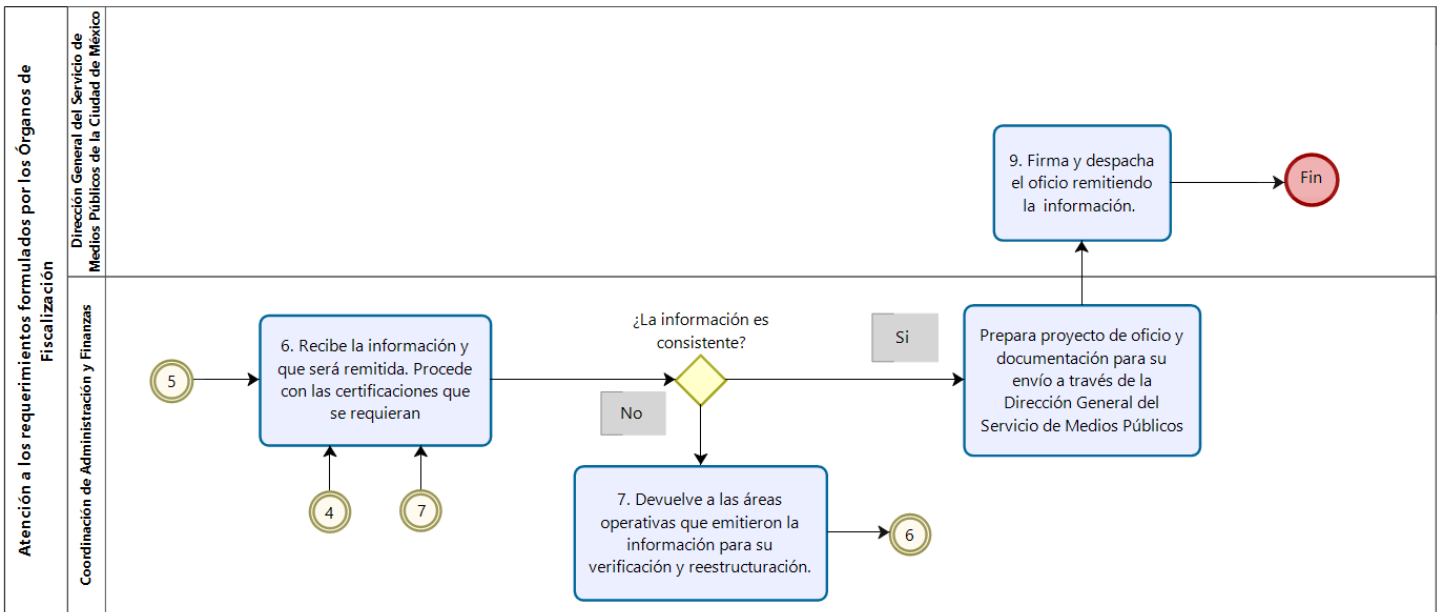 Atención a los requerimientos formulados por los Órganos de
Fiscalización
Dirección General del Servicio de
Medios Públicos de la Ciudad de México
9. Firma y despacha
el oficio remitiendo
la información.
Fin
Coordinación de Administración y Finanzas
5
6. Recibe la información y
que será remitida. Procede
con las certificaciones que
se requieran
4
7
¿La información es
consistente?
Si
No
Prepara proyecto de oficio y
documentación para su
envío a través de la
Dirección General del
Servicio de Medios Públicos
7. Devuelve a las áreas
operativas que emitieron la
información para su
verificación y reestructuración.
6